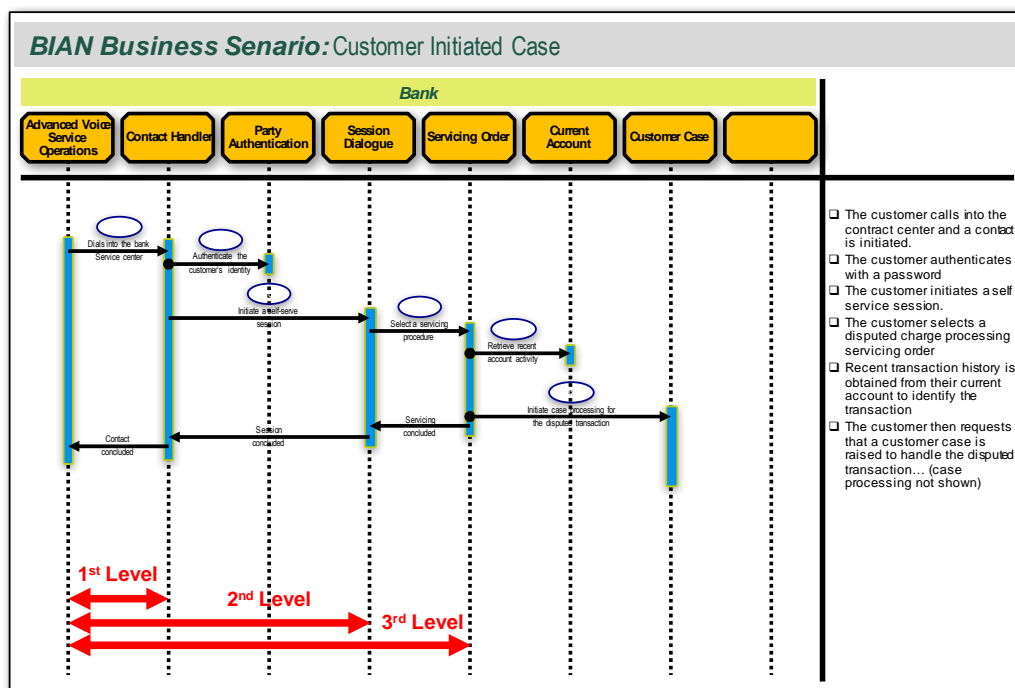 BIAN Business Senario: Customer Initiated Case
Bank
Advanced Voice
Service
Operations
Contact Handler
Party
Authentication
Session
Dialogue
Servicing Order
Current
Account
Customer Case
Dials into the bank
Service center
Authenticate the
customer's identity
Initiate a self-serve
session
Select a servicing
procedure
Retrieve recent
account activity
Initiate case processing for
the disputed transaction
Servicing
concluded
Session
concluded
Contact
concluded
1st Level
2nd Level
3rd Level
❑ The customer calls into the
contract center and a contact
is initiated.
❑ The customer authenticates
with a password
❑ The customer initiates a self
service session.
❑ The customer selects a
disputed charge processing
servicing order
❑ Recent transaction history is
obtained from their current
account to identify the
transaction
❑ The customer then requests
that a customer case is
raised to handle the disputed
transaction… (case
processing not shown)